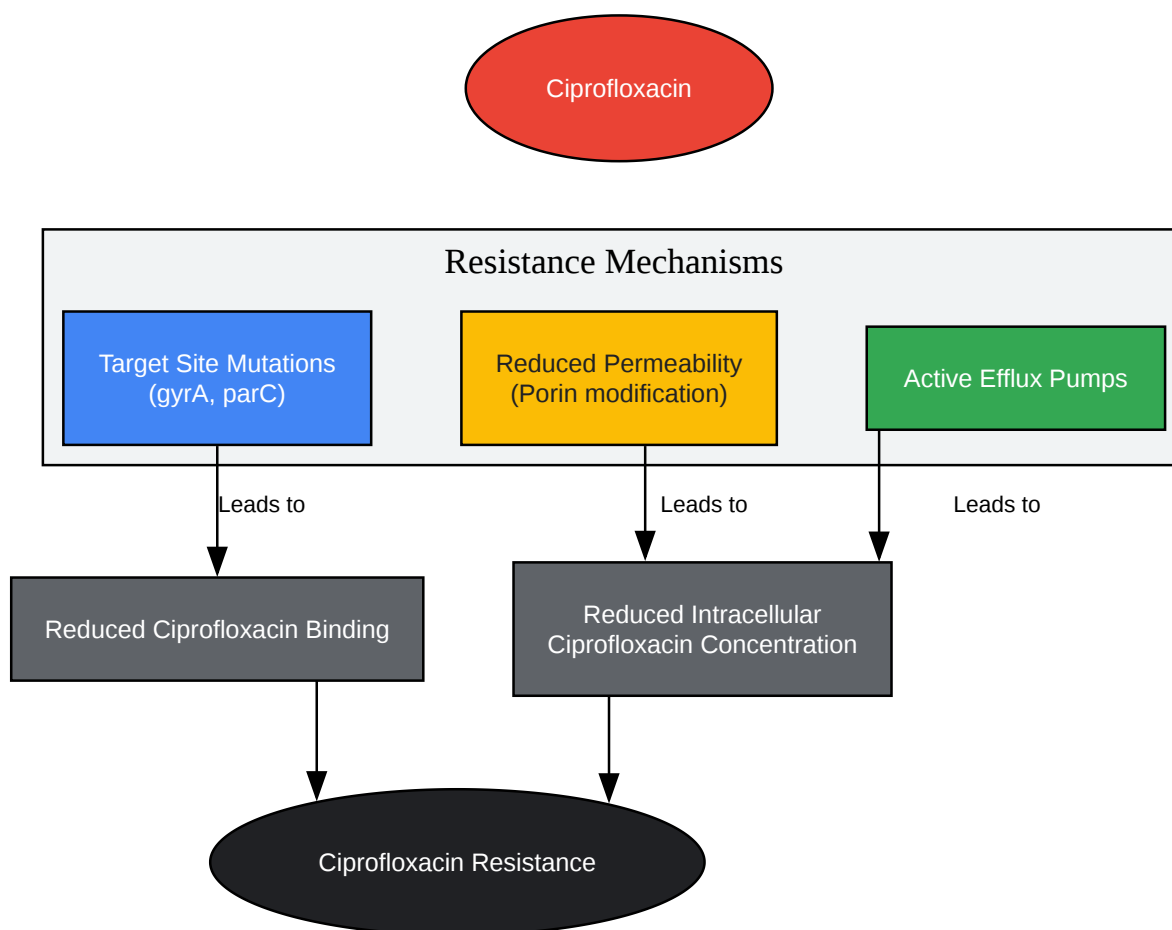 Ciprofloxacin
Resistance Mechanisms
Target Site Mutations
(gyrA, parC)
Reduced Permeability
(Porin modification)
Active Efflux Pumps
Leads to
Leads to
Leads to
Reduced Ciprofloxacin Binding
Reduced Intracellular
Ciprofloxacin Concentration
Ciprofloxacin Resistance